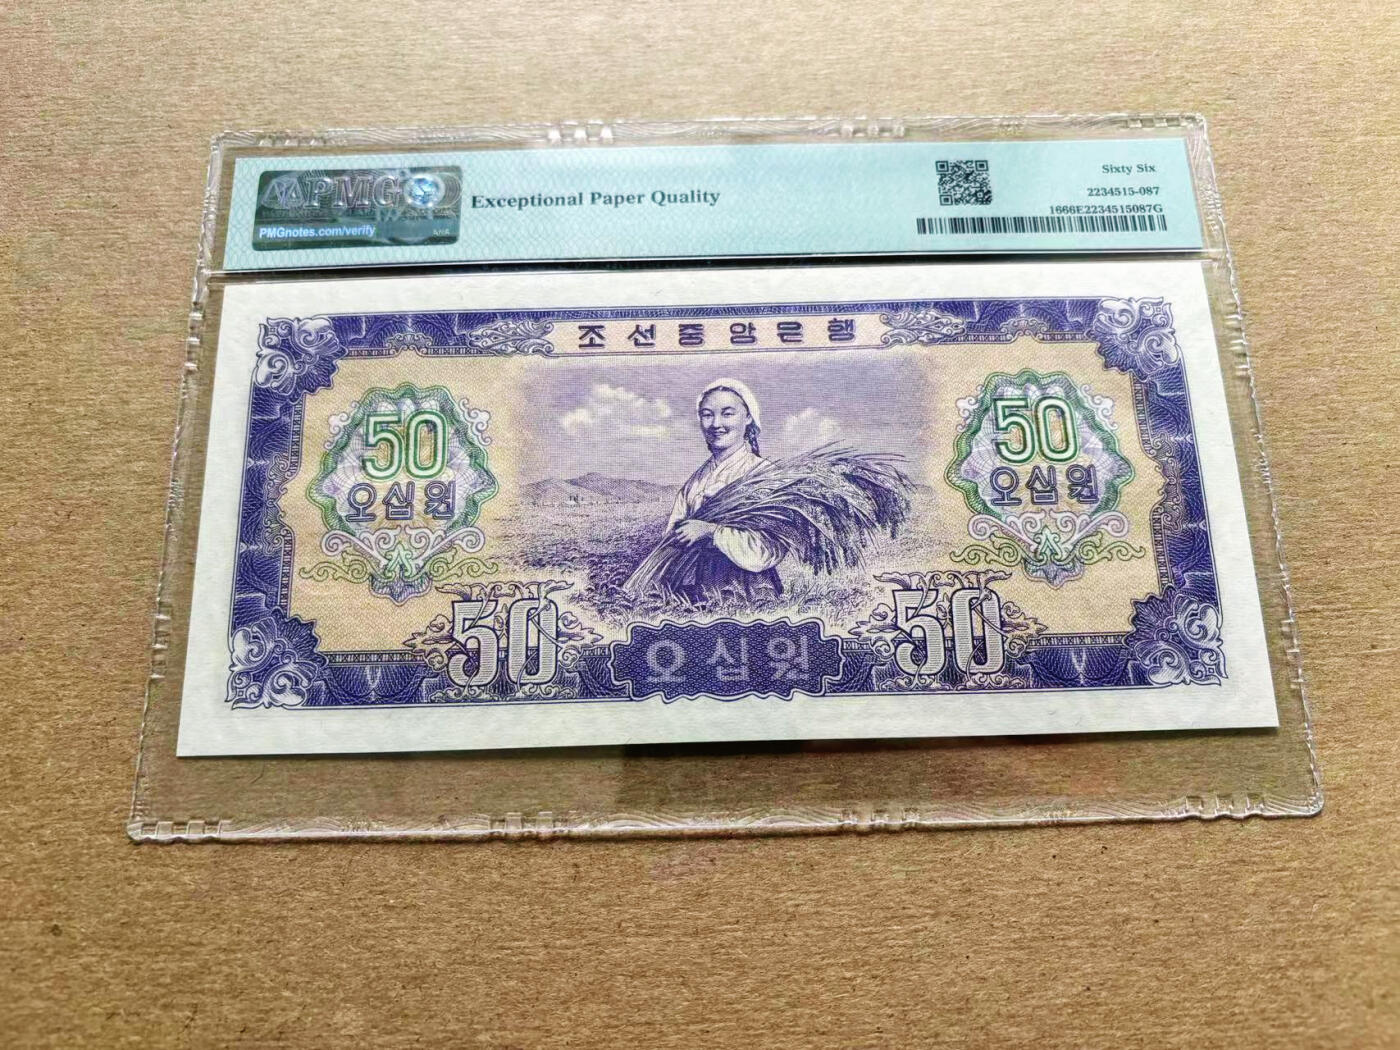 PMG
PMGnotes.com/verify
Exceptional Paper Quality
Sixty Six
2234515-087
1666E2234515087G
조선중앙은행
50
오십원
50
오십원
50
오십원
50